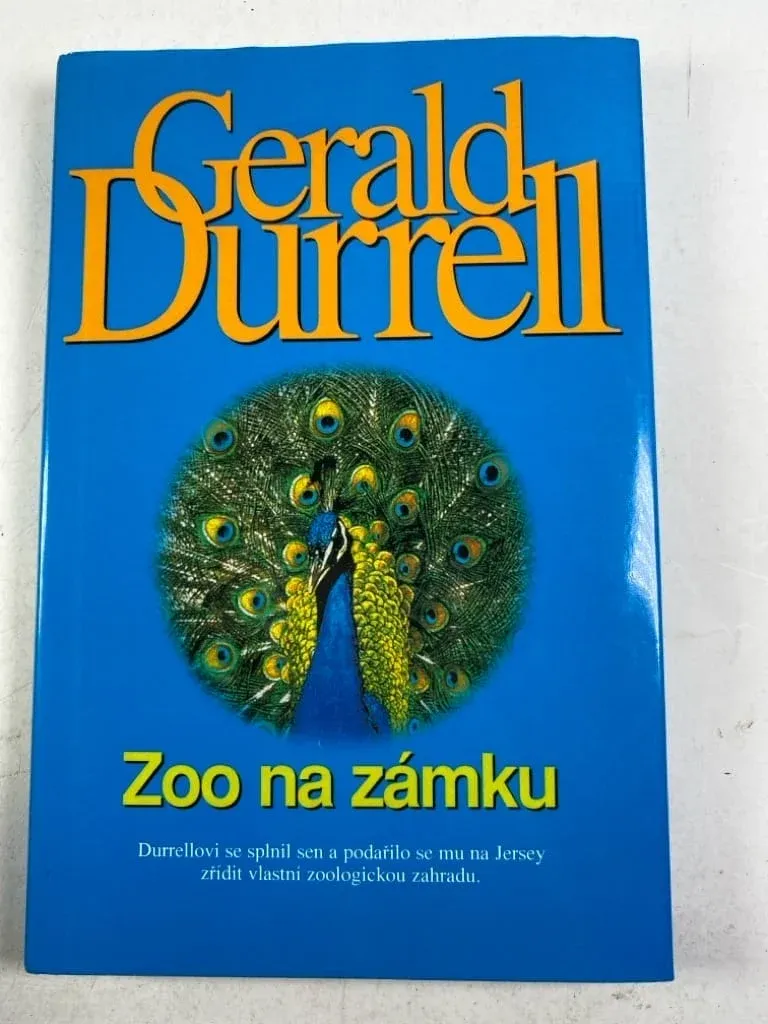 Gerald
Durrell
Zoo na zámku
Durrellovi se splnil sen a podařilo se mu na Jersey
zřídit vlastní zoologickou zahradu.